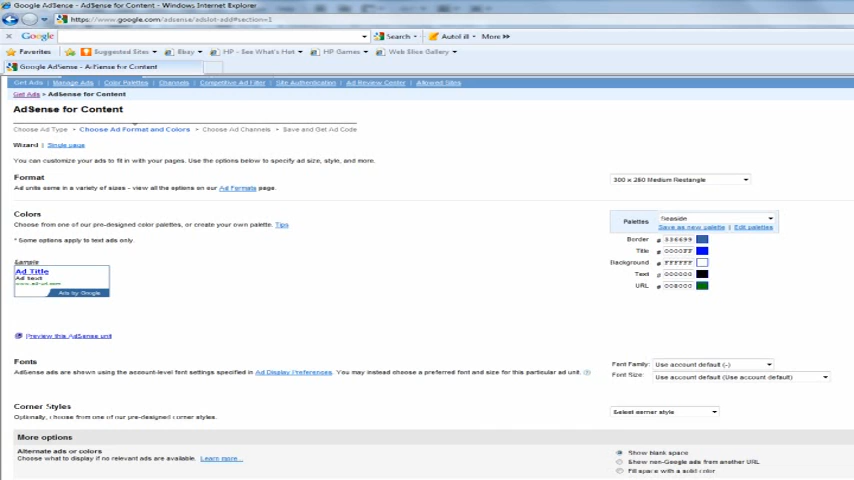 Google AdSense - AdSense for Content - Windows Internet Explorer
https://www.google.com/adsense/adslot-add#section=1
Google Search AutoFill More
Favorites Suggested Sites Ebay HP - See What's Hot HP Games Web Slice Gallery
Google AdSense - AdSense for Content
Get Ads | Manage Ads | Color Palettes | Channels | Competitive Ad Filter | Site Authentication | Ad Review Center | Allowed Sites
Get Ads > AdSense for Content
AdSense for Content
Choose Ad Type > Choose Ad Format and Colors > Choose Ad Channels > Save and Get Ad Code
Wizard | Single page
You can customize your ads to fit in with your pages. Use the options below to specify ad size, style, and more.
Format
Ad units come in a variety of sizes - view all the options on our Ad Formats page.
300 x 250 Medium Rectangle
Colors
Choose from one of our pre-designed color palettes, or create your own palette. Tips
* Some options apply to text ads only
Sample
Ad Title
Ad text
www.ad-url.com
Ads by Google
Palettes Seaside
Save as new palette | Edit palettes
Border # 336699
Title # 0000FF
Background # FFFFFF
Text # 000000
URL # 008000
Preview this AdSense unit
Fonts
AdSense ads are shown using the account-level font settings specified in Ad Display Preferences. You may instead choose a preferred font and size for this particular ad unit.
Font Family: Use account default (-)
Font Size: Use account default (Use account default)
Corner Styles
Optionally, choose from one of our pre-designed corner styles.
Select corner style
More options
Alternate ads or colors
Choose what to display if no relevant ads are available. Learn more...
Show blank space
Show non-Google ads from another URL
Fill space with a solid color